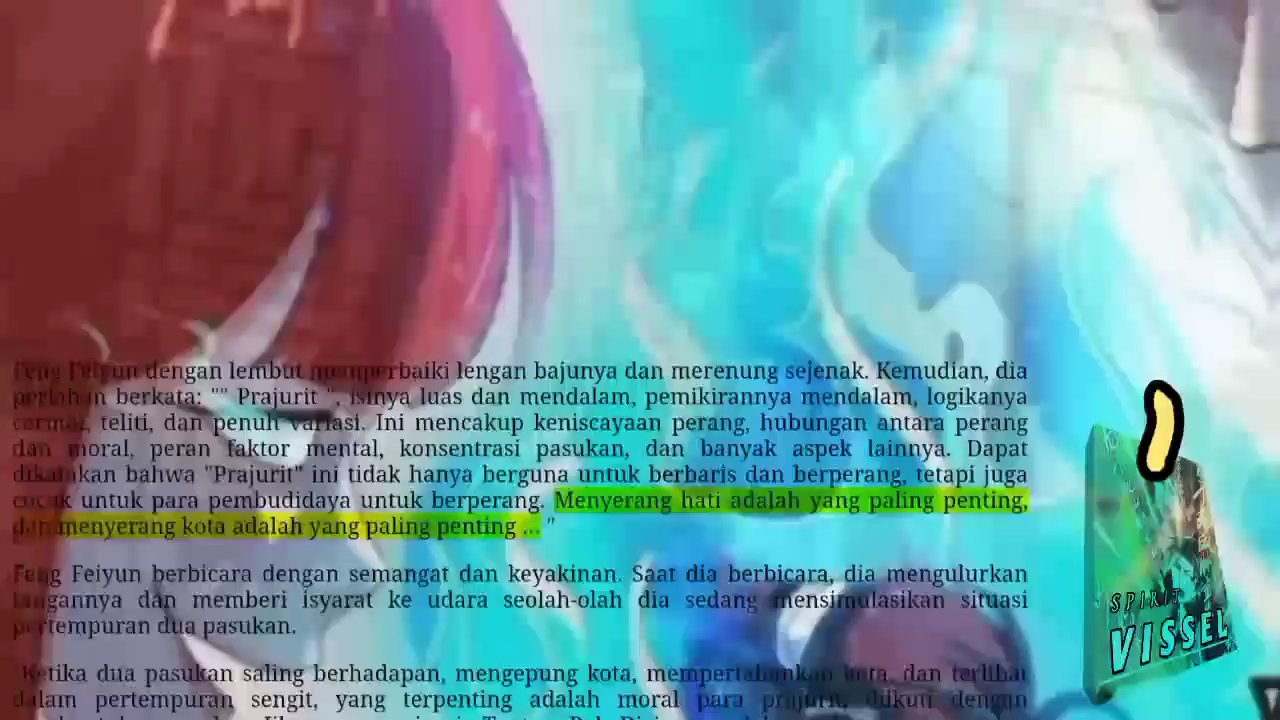 Feng Feiyun dengan lembut memperbaiki lengan bajunya dan merenung sejenak. Kemudian, dia
perlahan berkata: "" Prajurit ", isinya luas dan mendalam, pemikirannya mendalam, logikanya
cermat, teliti, dan penuh variasi. Ini mencakup keniscayaan perang, hubungan antara perang
dan moral, peran faktor mental, konsentrasi pasukan, dan banyak aspek lainnya. Dapat
dikatakan bahwa "Prajurit" ini tidak hanya berguna untuk berbaris dan berperang, tetapi juga
cocok untuk para pembudidaya untuk berperang. Menyerang hati adalah yang paling penting,
dan menyerang kota adalah yang paling penting ... "
Feng Feiyun berbicara dengan semangat dan keyakinan. Saat dia berbicara, dia mengulurkan
tangannya dan memberi isyarat ke udara seolah-olah dia sedang mensimulasikan situasi
pertempuran dua pasukan.
"Ketika dua pasukan saling berhadapan, mengepung kota, mempertahankan kota, dan terlibat
dalam pertempuran sengit, yang terpenting adalah moral para prajurit, diikuti dengan
SPIRIT
VISSEL